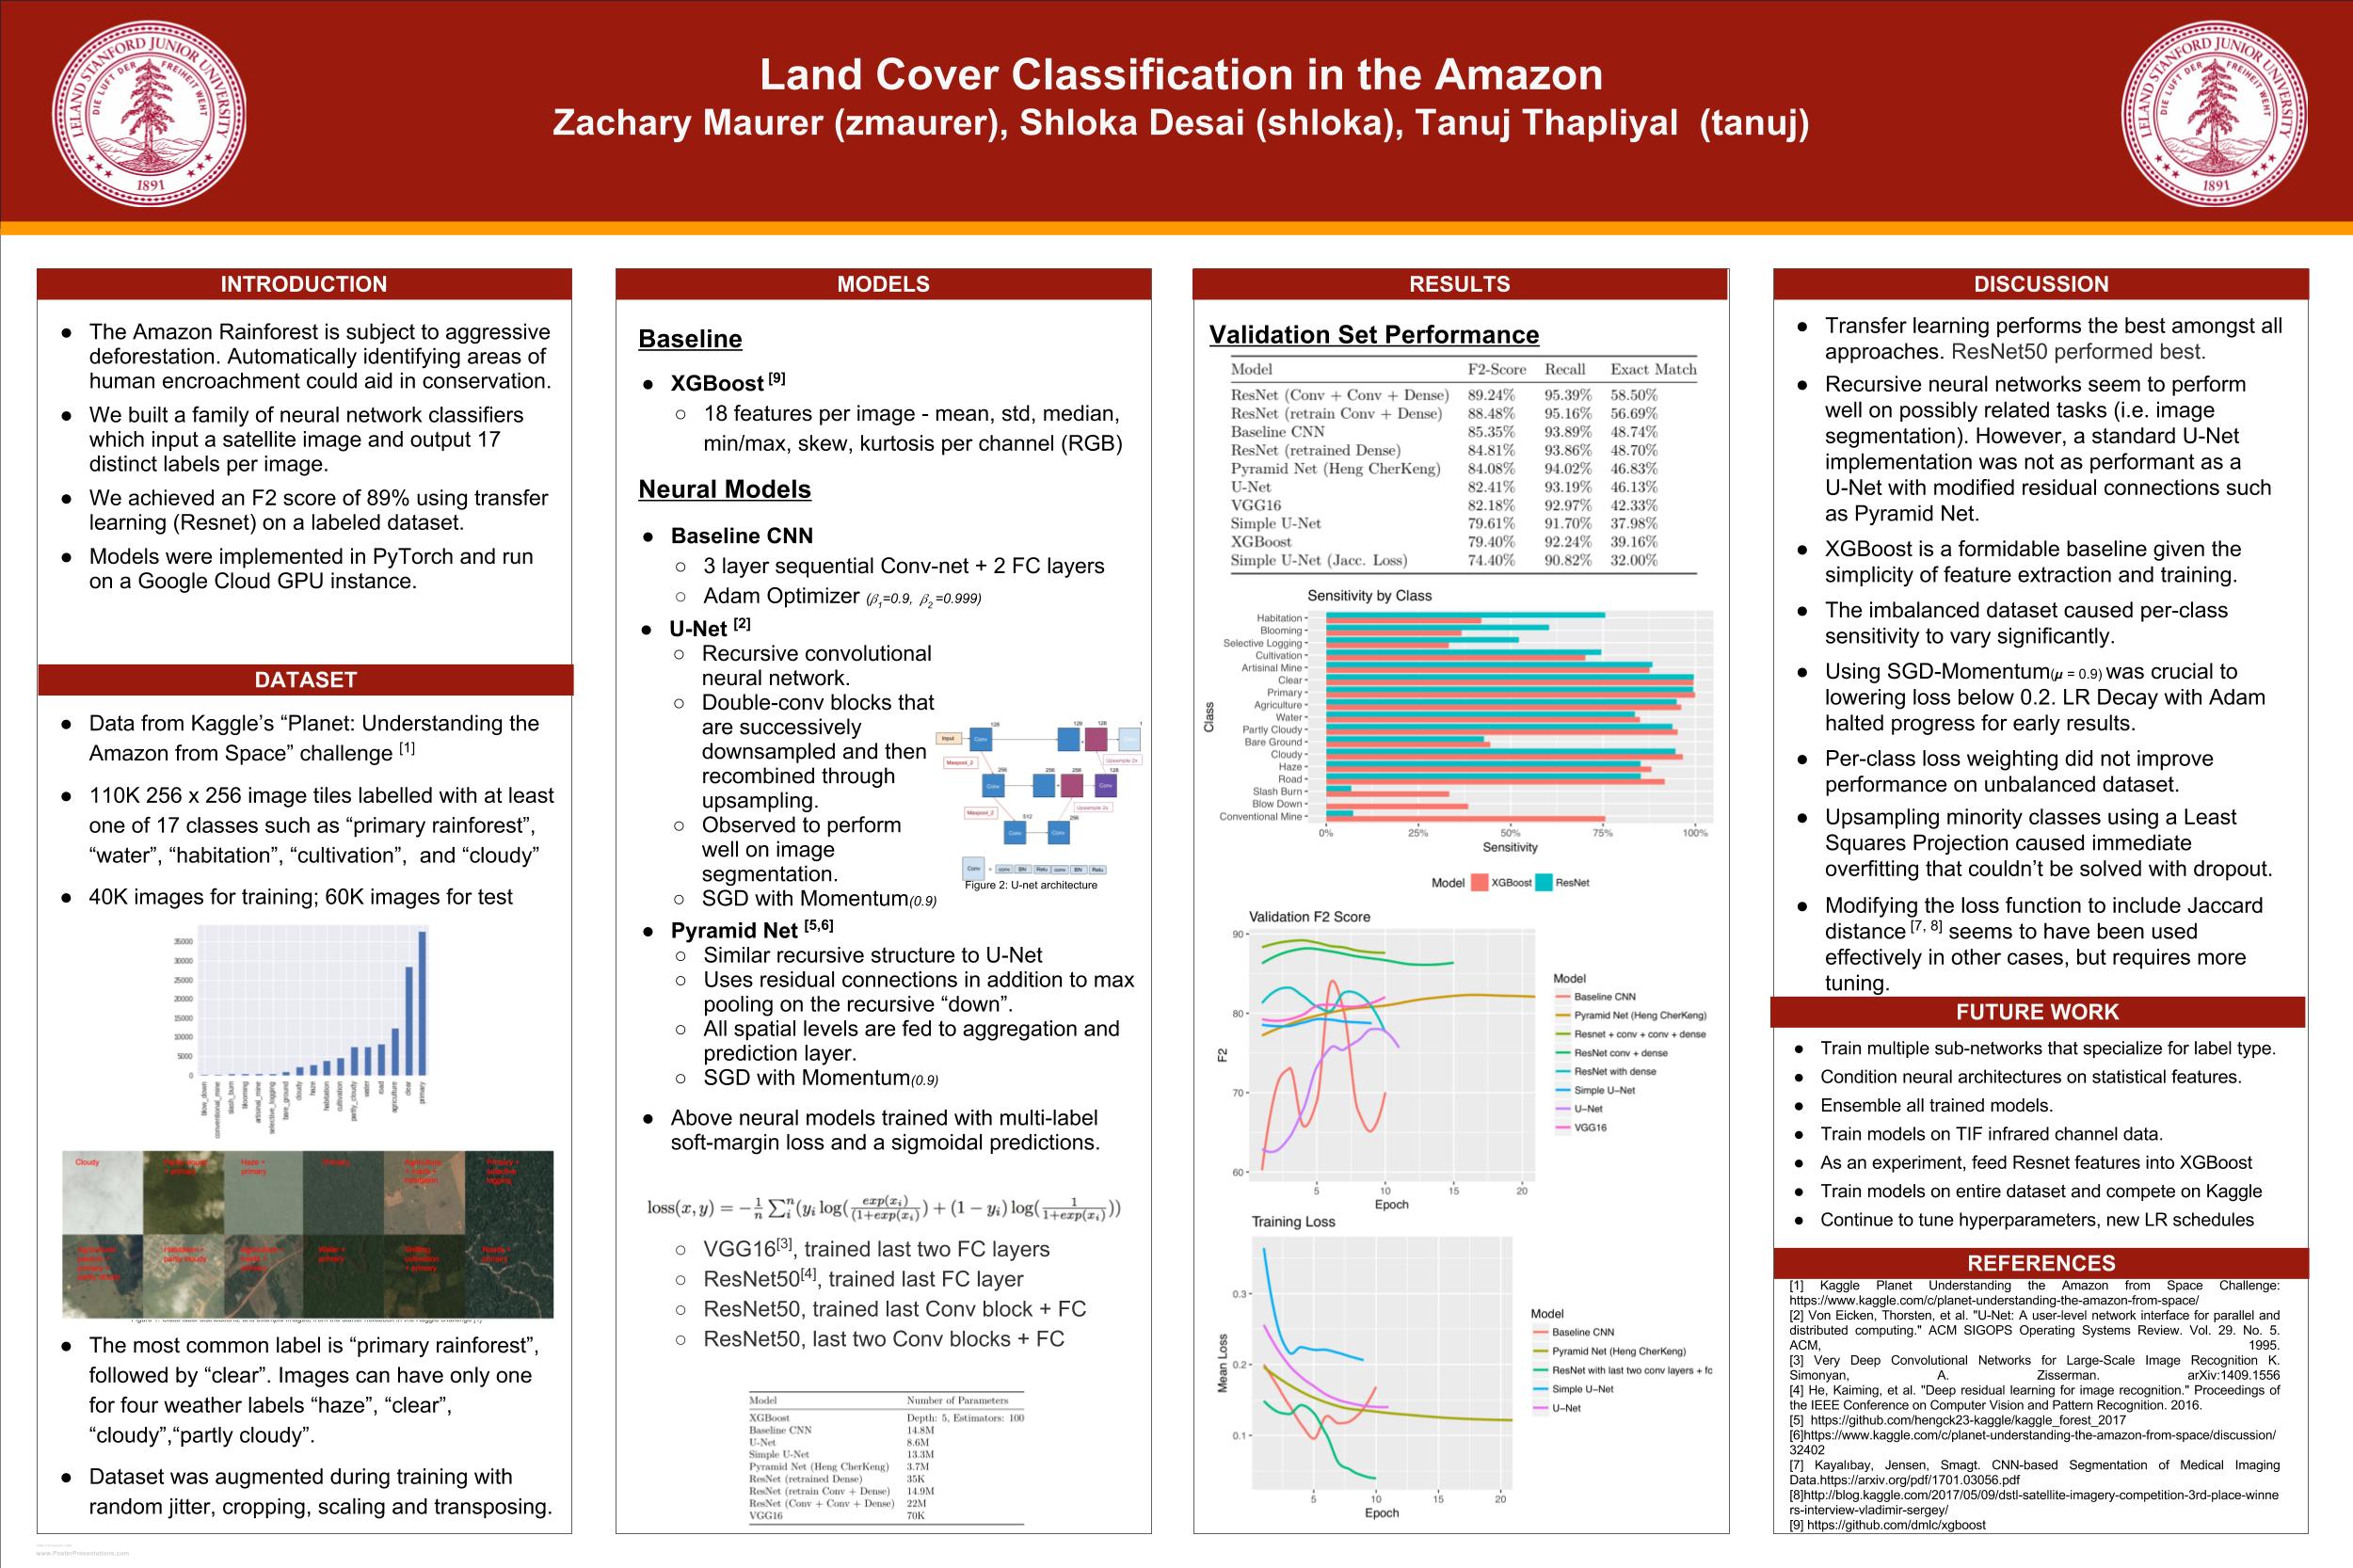 Land Cover Classification in the Amazon
Zachary Maurer (zmaurer), Shloka Desai (shloka), Tanuj Thapliyal (tanuj)
LELAND STANFORD JUNIOR UNIVERSITY
DIE LUFT DER FREIHEIT WEHT
1891
LELAND STANFORD JUNIOR UNIVERSITY
DIE LUFT DER FREIHEIT WEHT
1891
INTRODUCTION
● The Amazon Rainforest is subject to aggressive
deforestation. Automatically identifying areas of
human encroachment could aid in conservation.
● We built a family of neural network classifiers
which input a satellite image and output 17
distinct labels per image.
● We achieved an F2 score of 89% using transfer
learning (Resnet) on a labeled dataset.
● Models were implemented in PyTorch and run
on a Google Cloud GPU instance.
DATASET
● Data from Kaggle's “Planet: Understanding the
Amazon from Space” challenge [1]
● 110K 256 x 256 image tiles labelled with at least
one of 17 classes such as “primary rainforest”,
“water”, “habitation”, “cultivation”, and “cloudy”
● 40K images for training; 60K images for test
35000
30000
25000
20000
15000
10000
5000
0
blow_down
conventional_mine
slash_burn
blooming
artisinal_mine
selective_logging
bare_ground
cloudy
haze
habitation
cultivation
partly_cloudy
water
road
agriculture
clear
primary
Cloudy
Haze +
primary
Primary +
selective
logging
Water +
primary
● The most common label is “primary rainforest”,
followed by “clear”. Images can have only one
for four weather labels “haze”, “clear”,
“cloudy”,“partly cloudy”.
● Dataset was augmented during training with
random jitter, cropping, scaling and transposing.
www.PosterPresentations.com
MODELS
Baseline
● XGBoost [9]
○ 18 features per image - mean, std, median,
min/max, skew, kurtosis per channel (RGB)
Neural Models
● Baseline CNN
○ 3 layer sequential Conv-net + 2 FC layers
○ Adam Optimizer (β1=0.9, β2=0.999)
● U-Net [2]
○ Recursive convolutional
neural network.
○ Double-conv blocks that
are successively
downsampled and then
recombined through
upsampling.
○ Observed to perform
well on image
segmentation.
○ SGD with Momentum(0.9)
128 128 128 1
Input Conv
Maxpool_2 Upsample 2x
256 256 256 128
Conv Conv
Maxpool_2 Upsample 2x
512 256
Conv Conv
Conv = conv BN Relu conv BN Relu
Figure 2: U-net architecture
● Pyramid Net [5,6]
○ Similar recursive structure to U-Net
○ Uses residual connections in addition to max
pooling on the recursive “down”.
○ All spatial levels are fed to aggregation and
prediction layer.
○ SGD with Momentum(0.9)
● Above neural models trained with multi-label
soft-margin loss and a sigmoidal predictions.
loss(x, y) = −1/n ∑i^n (yi log(exp(xi)/(1+exp(xi))) + (1 − yi) log(1/(1+exp(xi))))
○ VGG16[3], trained last two FC layers
○ ResNet50[4], trained last FC layer
○ ResNet50, trained last Conv block + FC
○ ResNet50, last two Conv blocks + FC
Model Number of Parameters
XGBoost Depth: 5, Estimators: 100
Baseline CNN 14.8M
U-Net 8.6M
Simple U-Net 13.3M
Pyramid Net (Heng CherKeng) 3.7M
ResNet (retrained Dense) 35K
ResNet (retrain Conv + Dense) 14.9M
ResNet (Conv + Conv + Dense) 22M
VGG16 70K
RESULTS
Validation Set Performance
Model F2-Score Recall Exact Match
ResNet (Conv + Conv + Dense) 89.24% 95.39% 58.50%
ResNet (retrain Conv + Dense) 88.48% 95.16% 56.69%
Baseline CNN 85.35% 93.89% 48.74%
ResNet (retrained Dense) 84.81% 93.86% 48.70%
Pyramid Net (Heng CherKeng) 84.08% 94.02% 46.83%
U-Net 82.41% 93.19% 46.13%
VGG16 82.18% 92.97% 42.33%
Simple U-Net 79.61% 91.70% 37.98%
XGBoost 79.40% 92.24% 39.16%
Simple U-Net (Jacc. Loss) 74.40% 90.82% 32.00%
Sensitivity by Class
Class
Habitation
Blooming
Selective Logging
Cultivation
Artisinal Mine
Clear
Primary
Agriculture
Water
Partly Cloudy
Bare Ground
Cloudy
Haze
Road
Slash Burn
Blow Down
Conventional Mine
0% 25% 50% 75% 100%
Sensitivity
Model XGBoost ResNet
Validation F2 Score
F2
90
80
70
60
5 10 15 20
Epoch
Model
Baseline CNN
Pyramid Net (Heng CherKeng)
Resnet + conv + conv + dense
ResNet conv + dense
ResNet with dense
Simple U-Net
U-Net
VGG16
Training Loss
Mean Loss
0.3
0.2
0.1
5 10 15 20
Epoch
Model
Baseline CNN
Pyramid Net (Heng CherKeng)
ResNet with last two conv layers + fc
Simple U-Net
U-Net
DISCUSSION
● Transfer learning performs the best amongst all
approaches. ResNet50 performed best.
● Recursive neural networks seem to perform
well on possibly related tasks (i.e. image
segmentation). However, a standard U-Net
implementation was not as performant as a
U-Net with modified residual connections such
as Pyramid Net.
● XGBoost is a formidable baseline given the
simplicity of feature extraction and training.
● The imbalanced dataset caused per-class
sensitivity to vary significantly.
● Using SGD-Momentum(μ = 0.9) was crucial to
lowering loss below 0.2. LR Decay with Adam
halted progress for early results.
● Per-class loss weighting did not improve
performance on unbalanced dataset.
● Upsampling minority classes using a Least
Squares Projection caused immediate
overfitting that couldn't be solved with dropout.
● Modifying the loss function to include Jaccard
distance [7, 8] seems to have been used
effectively in other cases, but requires more
tuning.
FUTURE WORK
● Train multiple sub-networks that specialize for label type.
● Condition neural architectures on statistical features.
● Ensemble all trained models.
● Train models on TIF infrared channel data.
● As an experiment, feed Resnet features into XGBoost
● Train models on entire dataset and compete on Kaggle
● Continue to tune hyperparameters, new LR schedules
REFERENCES
[1] Kaggle Planet Understanding the Amazon from Space Challenge:
https://www.kaggle.com/c/planet-understanding-the-amazon-from-space/
[2] Von Eicken, Thorsten, et al. "U-Net: A user-level network interface for parallel and
distributed computing." ACM SIGOPS Operating Systems Review. Vol. 29. No. 5.
ACM, 1995.
[3] Very Deep Convolutional Networks for Large-Scale Image Recognition K.
Simonyan, A. Zisserman. arXiv:1409.1556
[4] He, Kaiming, et al. "Deep residual learning for image recognition." Proceedings of
the IEEE Conference on Computer Vision and Pattern Recognition. 2016.
[5] https://github.com/hengck23-kaggle/kaggle_forest_2017
[6]https://www.kaggle.com/c/planet-understanding-the-amazon-from-space/discussion/
32402
[7] Kayalıbay, Jensen, Smagt. CNN-based Segmentation of Medical Imaging
Data.https://arxiv.org/pdf/1701.03056.pdf
[8]http://blog.kaggle.com/2017/05/09/dstl-satellite-imagery-competition-3rd-place-winne
rs-interview-vladimir-sergey/
[9] https://github.com/dmlc/xgboost